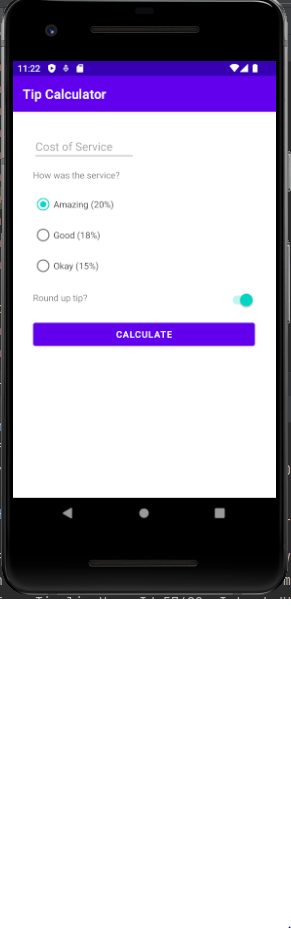 11:22
Tip Calculator
Cost of Service
How was the service?
Amazing (20%)
Good (18%)
Okay (15%)
Round up tip?
CALCULATE